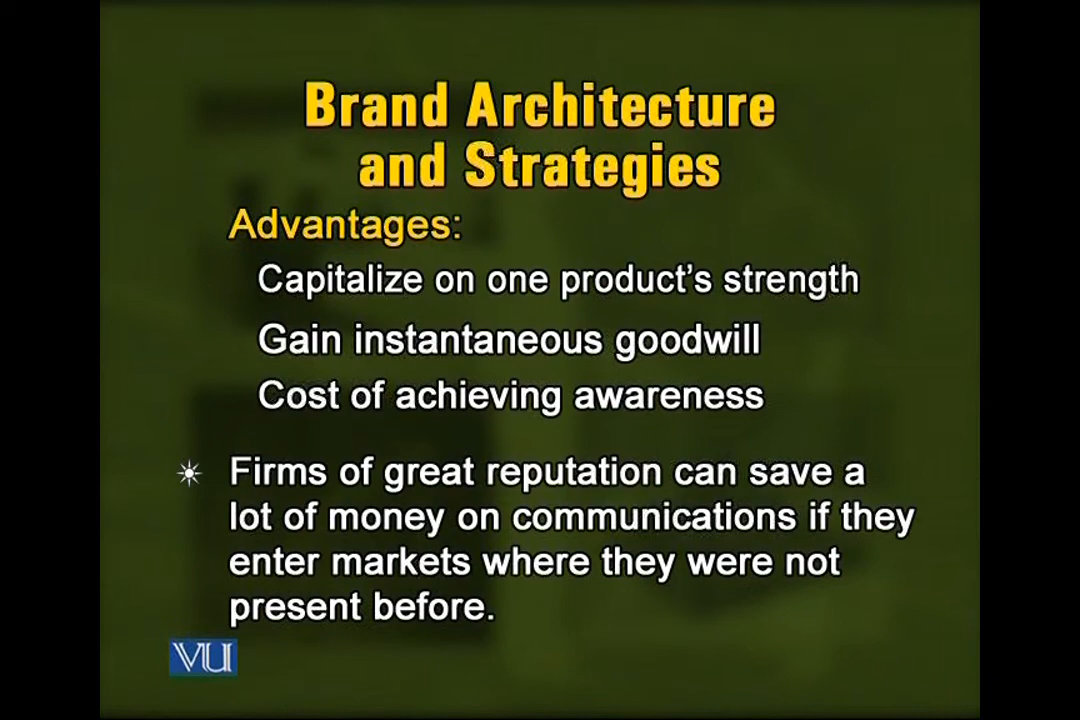 Brand Architecture
and Strategies
Advantages:
Capitalize on one product's strength
Gain instantaneous goodwill
Cost of achieving awareness
Firms of great reputation can save a
lot of money on communications if they
enter markets where they were not
present before.
VU